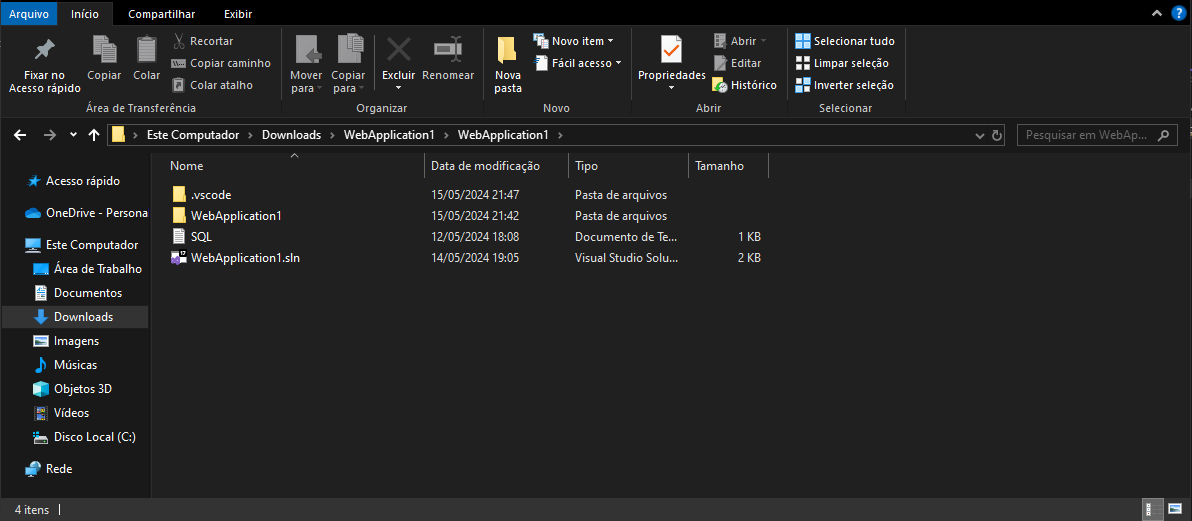 Arquivo Início Compartilhar Exibir
Fixar no Acesso rápido
Copiar
Colar
Recortar
Copiar caminho
Colar atalho
Área de Transferência
Mover para
Copiar para
Excluir
Renomear
Organizar
Nova pasta
Novo item
Fácil acesso
Novo
Propriedades
Abrir
Editar
Histórico
Abrir
Selecionar tudo
Limpar seleção
Inverter seleção
Selecionar
Este Computador > Downloads > WebApplication1 > WebApplication1 >
Pesquisar em WebAp...
Acesso rápido
OneDrive - Persona
Este Computador
Área de Trabalho
Documentos
Downloads
Imagens
Músicas
Objetos 3D
Vídeos
Disco Local (C:)
Rede
Nome Data de modificação Tipo Tamanho
.vscode 15/05/2024 21:47 Pasta de arquivos
WebApplication1 15/05/2024 21:42 Pasta de arquivos
SQL 12/05/2024 18:08 Documento de Te... 1 KB
WebApplication1.sln 14/05/2024 19:05 Visual Studio Solu... 2 KB
4 itens